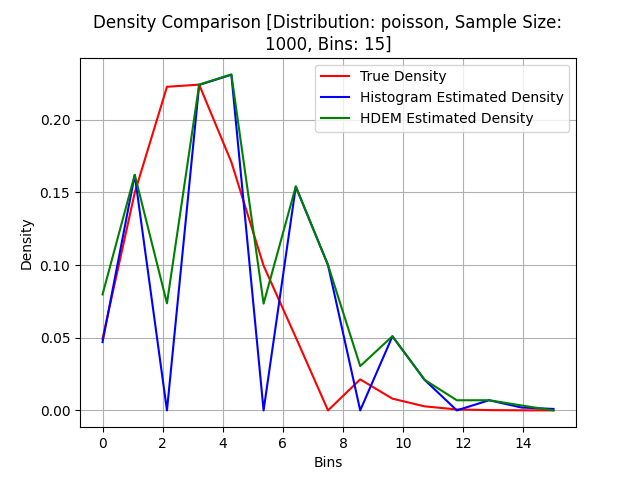 Density Comparison [Distribution: poisson, Sample Size:
1000, Bins: 15]
True Density
Histogram Estimated Density
HDEM Estimated Density
Density
0.20
0.15
0.10
0.05
0.00
0 2 4 6 8 10 12 14
Bins